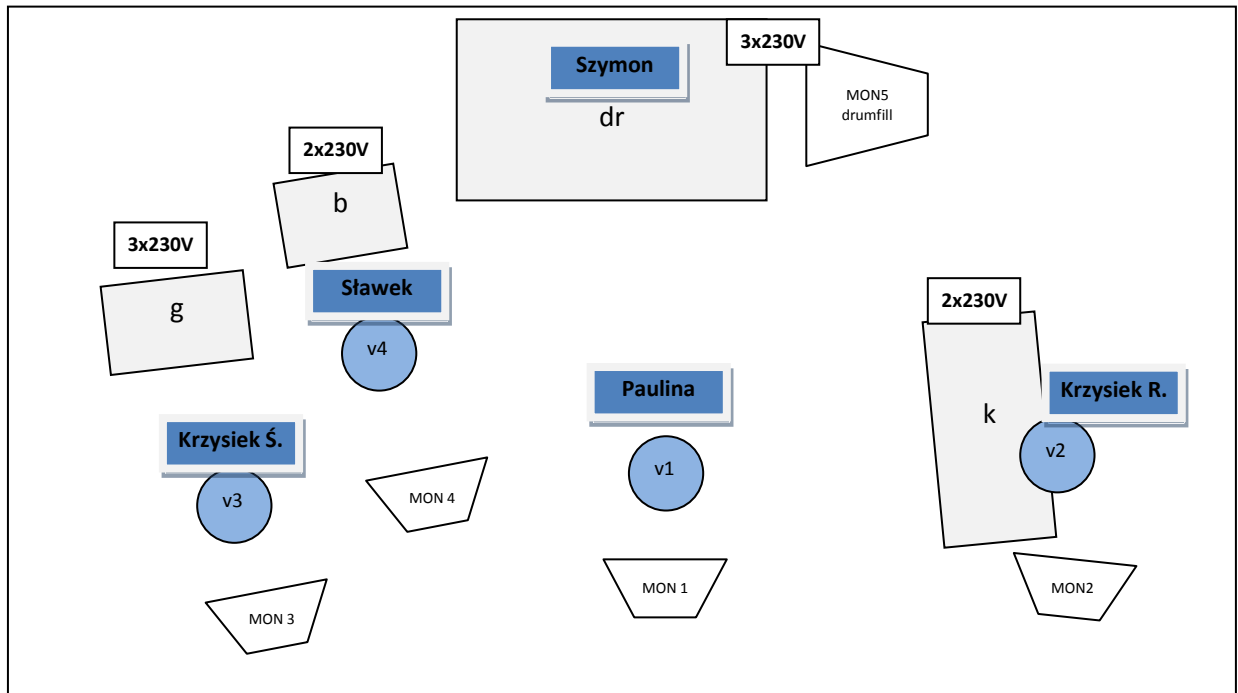 Szymon
3x230V
dr
MON5
drumfill
2x230V
b
3x230V
g
Sławek
v4
2x230V
Paulina
k
Krzysiek R.
v2
Krzysiek Ś.
v3
MON 4
v1
MON 3
MON 1
MON2